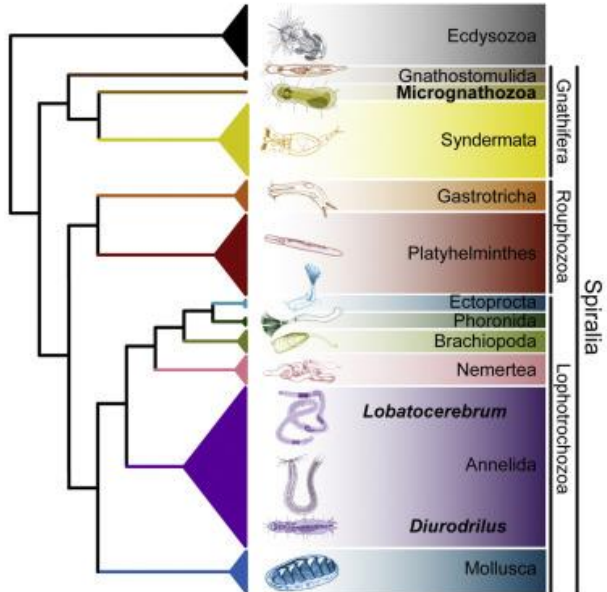 Ecdysozoa
Gnathostomulida
Micrognathozoa
Syndermata
Gnathifera
Gastrotricha
Platyhelminthes
Rouphozoa
Ectoprocta
Phoronida
Brachiopoda
Nemertea
Lobatocerebrum
Annelida
Diurodrilus
Mollusca
Lophotrochozoa
Spiralia